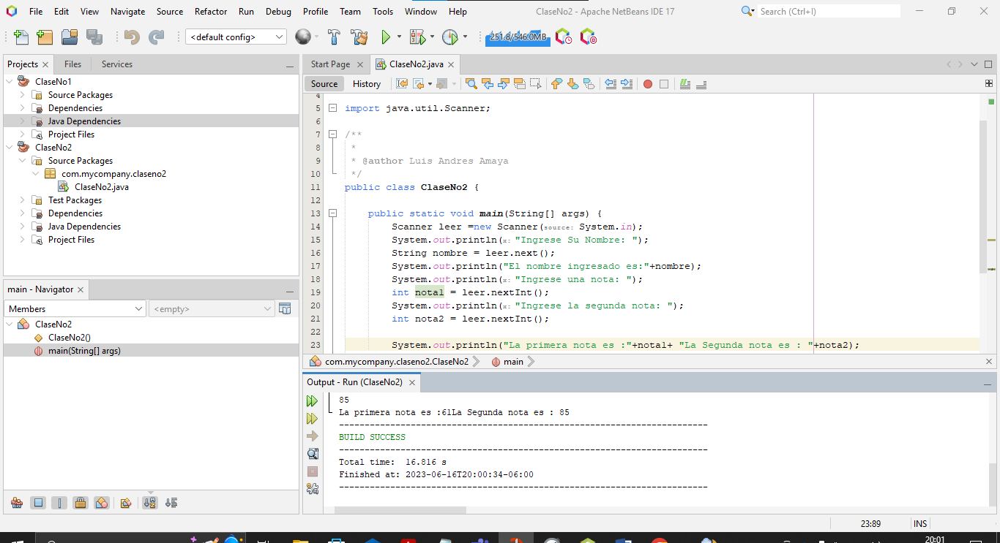 File Edit View Navigate Source Refactor Run Debug Profile Team Tools Window Help
ClaseNo2 - Apache NetBeans IDE 17
Search (Ctrl+I)
<default config>
251.8/546.0MB
Projects Files Services
ClaseNo1
Source Packages
Dependencies
Java Dependencies
Project Files
ClaseNo2
Source Packages
com.mycompany.claseno2
ClaseNo2.java
Test Packages
Dependencies
Java Dependencies
Project Files
main - Navigator
Members <empty>
ClaseNo2
ClaseNo2()
main(String[] args)
Start Page ClaseNo2.java
Source History
4
5 import java.util.Scanner;
6
7 /**
8 *
9 * @author Luis Andres Amaya
10 */
11 public class ClaseNo2 {
12
13 public static void main(String[] args) {
14 Scanner leer =new Scanner(source: System.in);
15 System.out.println(x: "Ingrese Su Nombre: ");
16 String nombre = leer.next();
17 System.out.println("El nombre ingresado es:"+nombre);
18 System.out.println(x: "Ingrese una nota: ");
19 int nota1 = leer.nextInt();
20 System.out.println(x: "Ingrese la segunda nota: ");
21 int nota2 = leer.nextInt();
22
23 System.out.println("La primera nota es :"+nota1+ "La Segunda nota es : "+nota2);
com.mycompany.claseno2.ClaseNo2 main
Output - Run (ClaseNo2)
85
La primera nota es :61La Segunda nota es : 85
------------------------------------------------------------------------
BUILD SUCCESS
------------------------------------------------------------------------
Total time:  16.816 s
Finished at: 2023-06-16T20:00:34-06:00
------------------------------------------------------------------------
23:89 INS
20:01